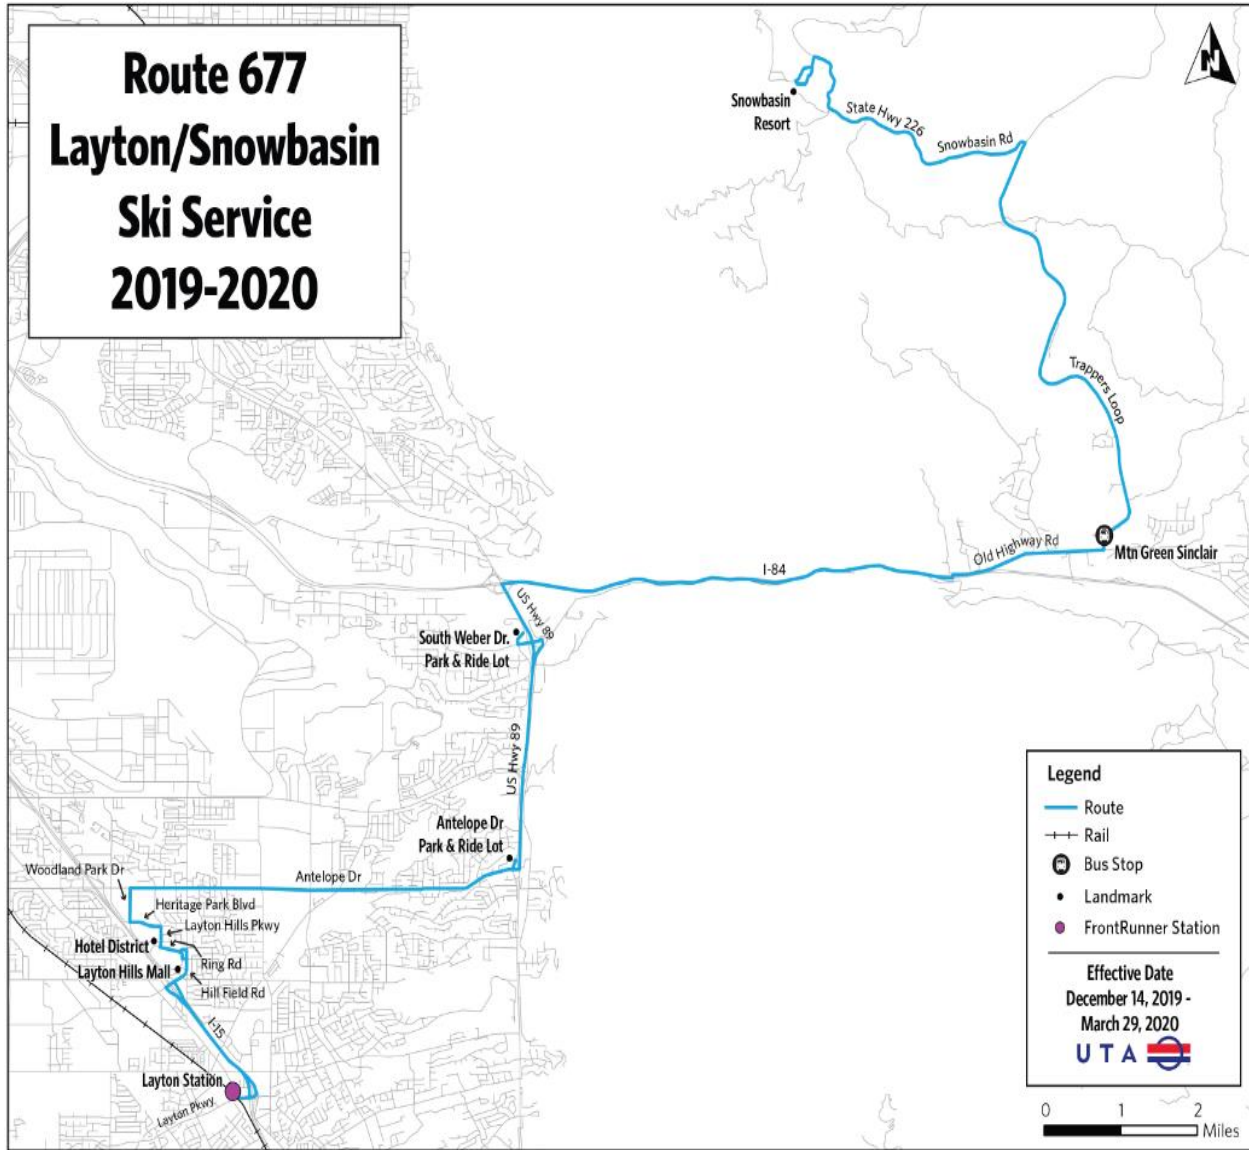 Route 677
Layton/Snowbasin
Ski Service
2019-2020
N
Snowbasin
Resort
State Hwy 226
Snowbasin Rd
Trappers Loop
Mtn Green Sinclair
Old Highway Rd
I-84
US Hwy 89
South Weber Dr.
Park & Ride Lot
US Hwy 89
Antelope Dr
Park & Ride Lot
Antelope Dr
Woodland Park Dr
Heritage Park Blvd
Layton Hills Pkwy
Hotel District
Ring Rd
Layton Hills Mall
Hill Field Rd
I-15
Layton Station
Layton Pkwy
Legend
Route
Rail
Bus Stop
Landmark
FrontRunner Station
Effective Date
December 14, 2019 -
March 29, 2020
U T A
0 1 2
Miles